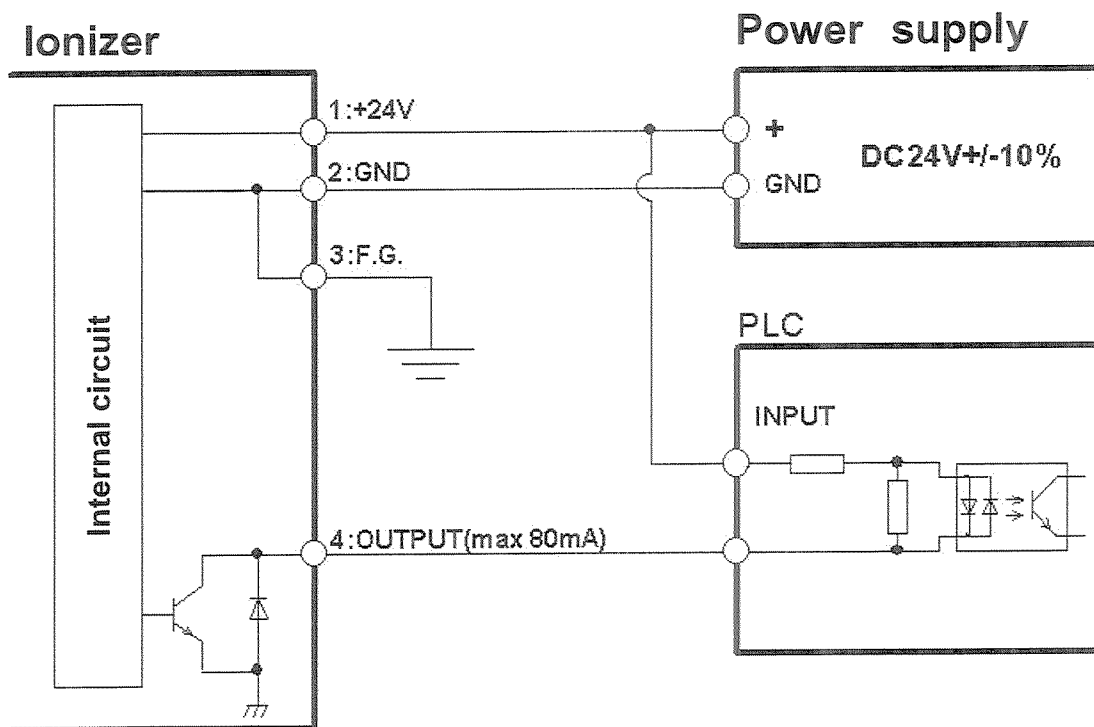 Ionizer
Power supply
1:+24V
+
DC24V+/-10%
2:GND
GND
3:F.G.
Internal circuit
PLC
INPUT
4:OUTPUT(max 80mA)